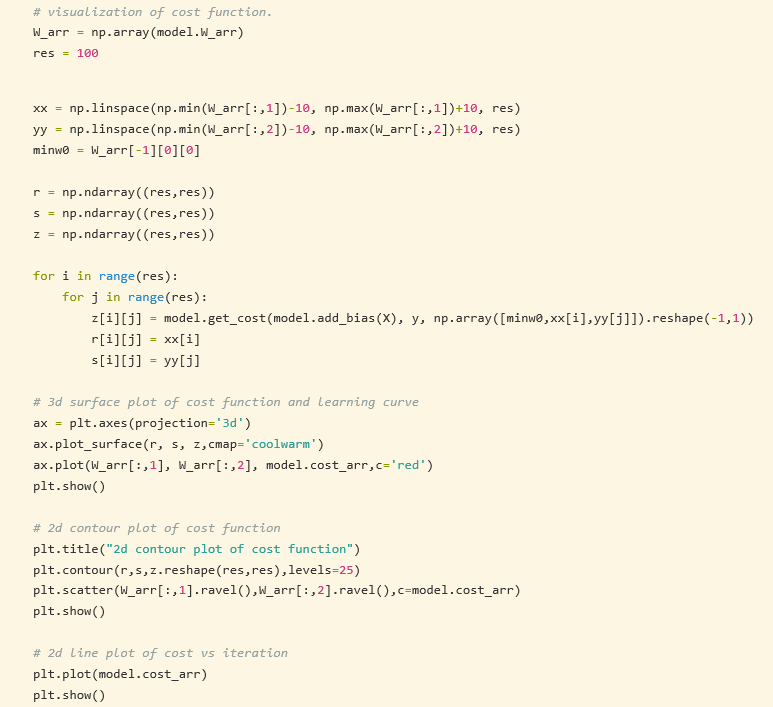 # visualization of cost function.
W_arr = np.array(model.W_arr)
res = 100
xx = np.linspace(np.min(W_arr[:,1])-10, np.max(W_arr[:,1])+10, res)
yy = np.linspace(np.min(W_arr[:,2])-10, np.max(W_arr[:,2])+10, res)
minw0 = W_arr[-1][0][0]
r = np.ndarray((res,res))
s = np.ndarray((res,res))
z = np.ndarray((res,res))
for i in range(res):
    for j in range(res):
        z[i][j] = model.get_cost(model.add_bias(X), y, np.array([minw0,xx[i],yy[j]]).reshape(-1,1))
        r[i][j] = xx[i]
        s[i][j] = yy[j]
# 3d surface plot of cost function and learning curve
ax = plt.axes(projection='3d')
ax.plot_surface(r, s, z,cmap='coolwarm')
ax.plot(W_arr[:,1], W_arr[:,2], model.cost_arr,c='red')
plt.show()
# 2d contour plot of cost function
plt.title("2d contour plot of cost function")
plt.contour(r,s,z.reshape(res,res),levels=25)
plt.scatter(W_arr[:,1].ravel(),W_arr[:,2].ravel(),c=model.cost_arr)
plt.show()
# 2d line plot of cost vs iteration
plt.plot(model.cost_arr)
plt.show()